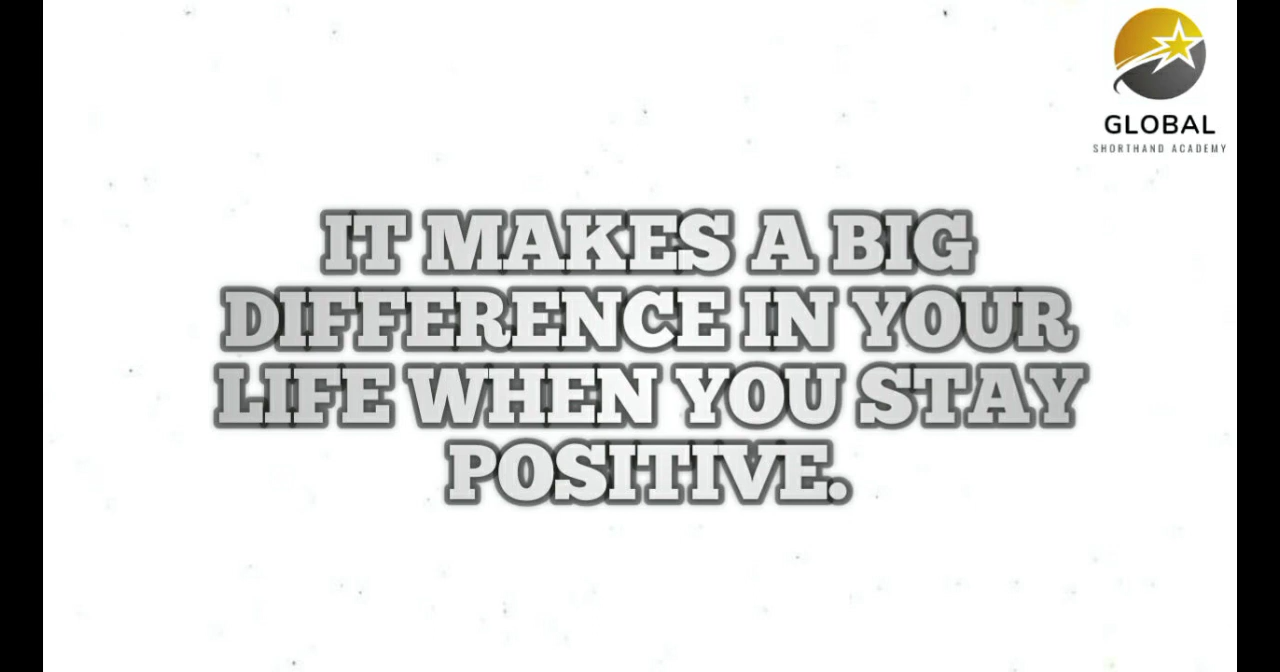 GLOBAL
SHORTHAND ACADEMY
IT MAKES A BIG
DIFFERENCE IN YOUR
LIFE WHEN YOU STAY
POSITIVE.